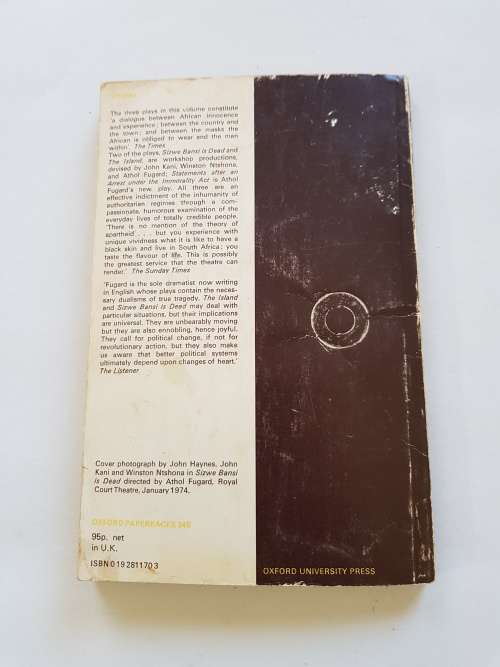 The three plays in this volume constitute
'a dialogue between African innocence
and experience; between the country and
the town; and between the masks the
African is obliged to wear and the man
within'. The Times
Two of the plays, Sizwe Bansi is Dead and
The Island, are workshop productions,
devised by John Kani, Winston Ntshona,
and Athol Fugard; Statements after an
Arrest under the Immorality Act is Athol
Fugard's new play. All three are an
effective indictment of the inhumanity of
authoritarian regimes through a com-
passionate, humorous examination of the
everyday lives of totally credible people.
'There is no mention of the theory of
apartheid . . . but you experience with
unique vividness what it is like to have a
black skin and live in South Africa: you
taste the flavour of life. This is possibly
the greatest service that the theatre can
render.' The Sunday Times
'Fugard is the sole dramatist now writing
in English whose plays contain the neces-
sary dualisms of true tragedy. The Island
and Sizwe Bansi is Dead may deal with
particular situations, but their implications
are universal. They are unbearably moving
but they are also ennobling, hence joyful.
They call for political change, if not for
revolutionary action, but they also make
us aware that better political systems
ultimately depend upon changes of heart.'
The Listener
Cover photograph by John Haynes, John
Kani and Winston Ntshona in Sizwe Bansi
is Dead directed by Athol Fugard, Royal
Court Theatre, January 1974.
OXFORD PAPERBACKS 340
95p. net
in U.K.
ISBN 0 19 281170 3
OXFORD UNIVERSITY PRESS